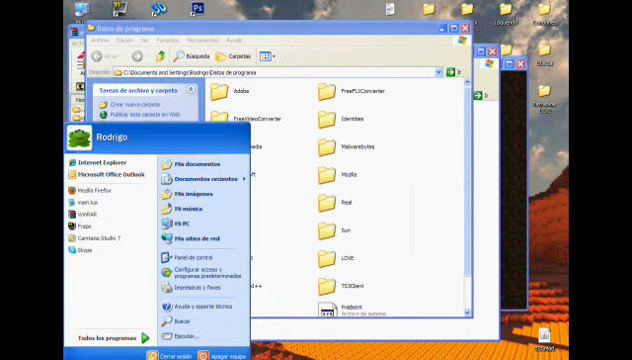 Datos de programa
Archivo Edición Ver Favoritos Herramientas Ayuda
Atrás Búsqueda Carpetas
Dirección C:\Documents and Settings\Rodrigo\Datos de programa Ir
Tareas de archivo y carpeta
Crear nueva carpeta
Publicar esta carpeta en Web
Adobe
FreeFLVConverter
FreeVideoConverter
Identities
Malwarebytes
Mozilla
Real
Sun
LOVE
TS3Client
Archivo de sistema
Rodrigo
Internet Explorer
Microsoft Office Outlook
Mozilla Firefox
main.lua
WinRAR
Fraps
Camtasia Studio 7
Skype
Todos los programas
Mis documentos
Documentos recientes
Mis imágenes
Mi música
Mi PC
Mis sitios de red
Panel de control
Configurar acceso y
programas predeterminados
Impresoras y faxes
Ayuda y soporte técnico
Buscar
Ejecutar...
Cerrar sesión Apagar equipo
Ir
Ir